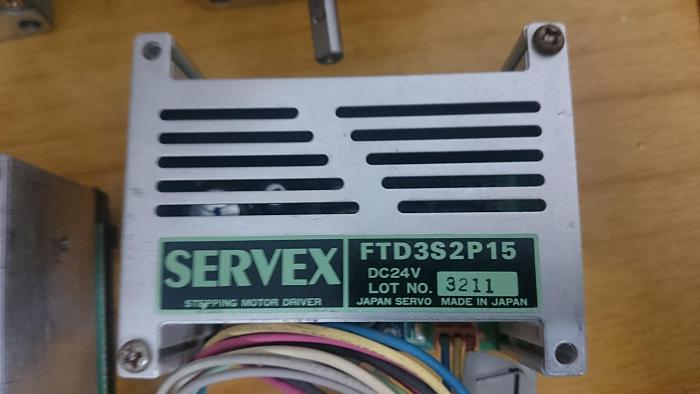 SERVEX
STEPPING MOTOR DRIVER
FTD3S2P15
DC24V
LOT NO. 3211
JAPAN SERVO MADE IN JAPAN